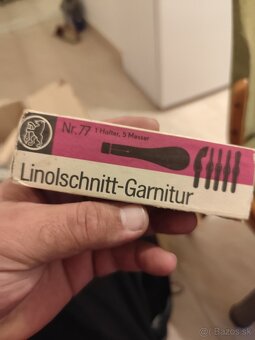 Nr. 77 1 Halter, 5 Messer
Linolschnitt-Garnitur
Bazos.sk